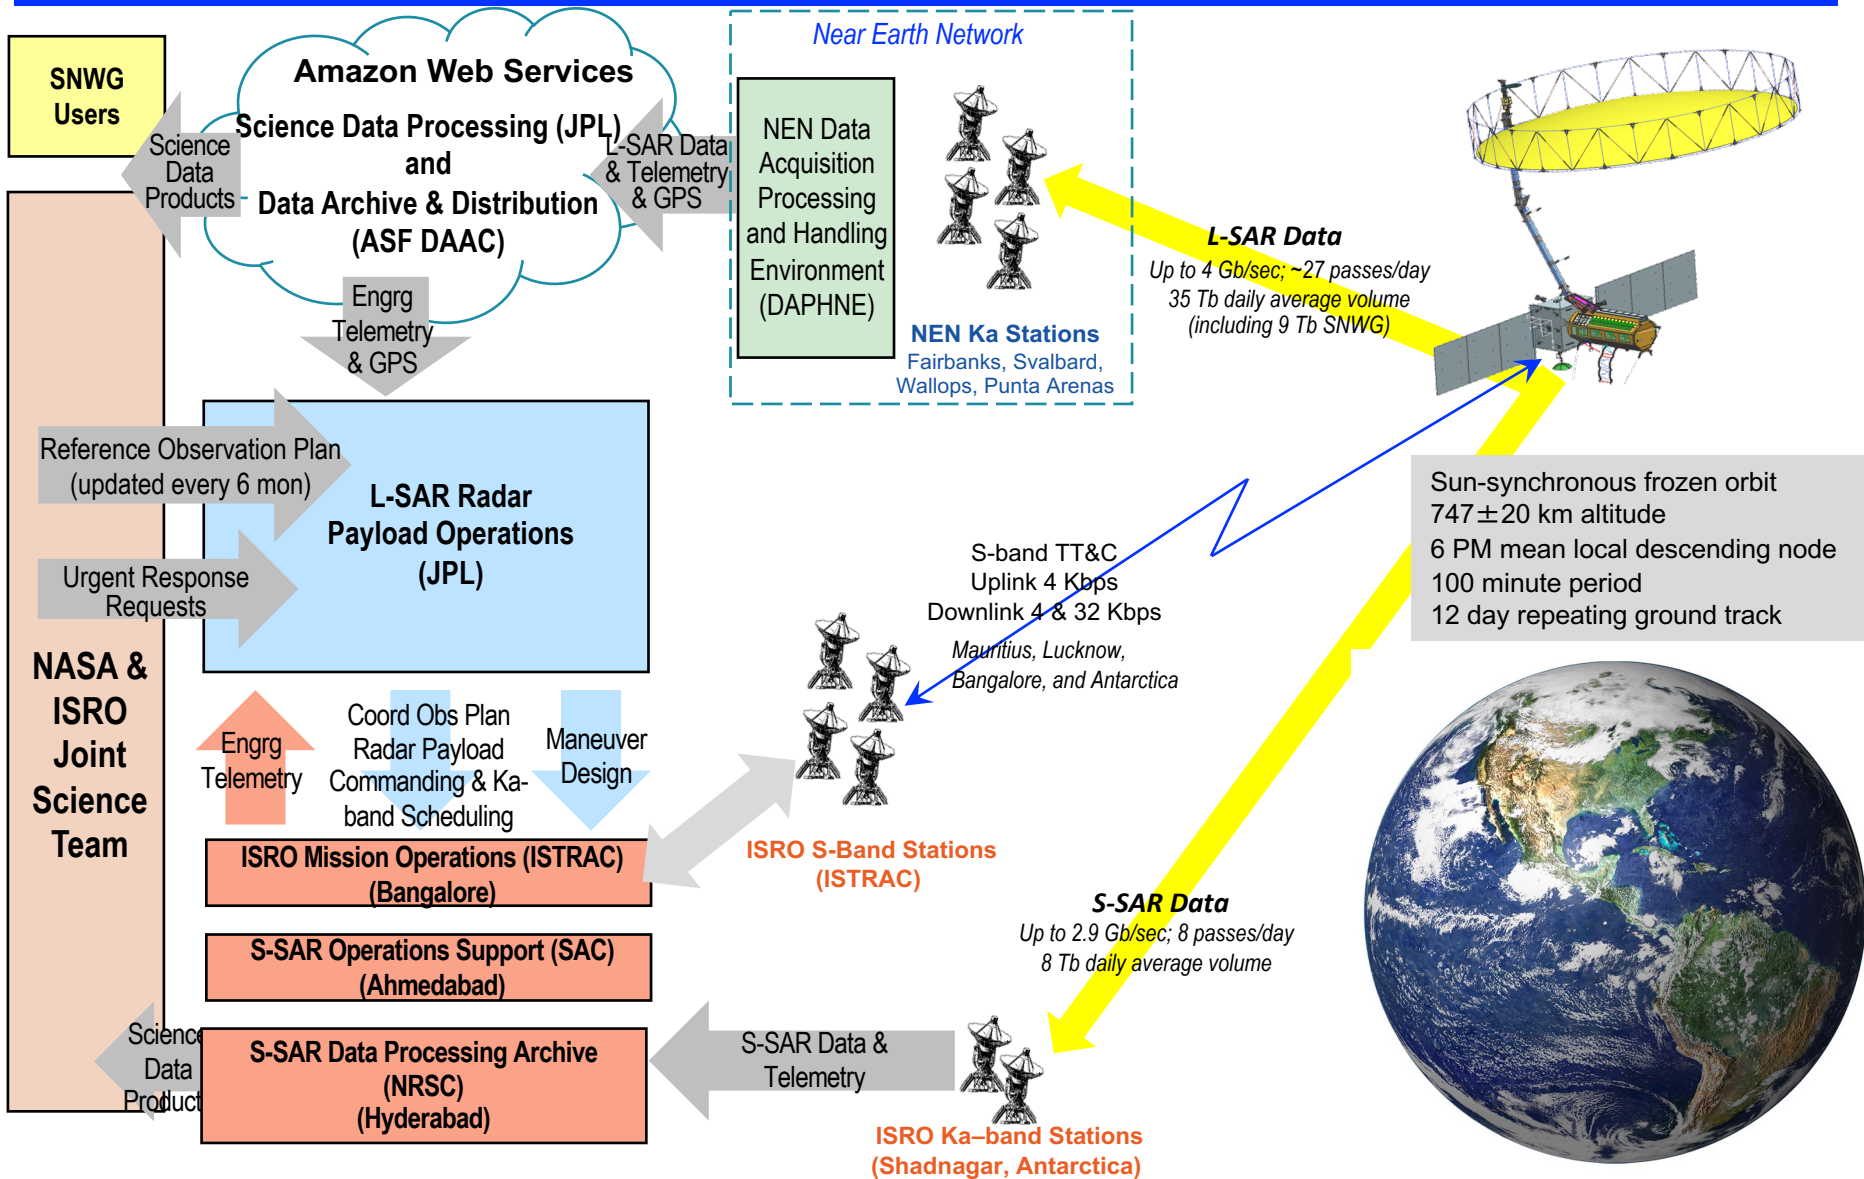 SNWG
Users
Amazon Web Services
Science Data Processing (JPL)
and
Data Archive & Distribution
(ASF DAAC)
Science
Data
Products
L-SAR Data
& Telemetry
& GPS
Near Earth Network
NEN Data
Acquisition
Processing
and Handling
Environment
(DAPHNE)
NEN Ka Stations
Fairbanks, Svalbard,
Wallops, Punta Arenas
L-SAR Data
Up to 4 Gb/sec; ~27 passes/day
35 Tb daily average volume
(including 9 Tb SNWG)
Engrg
Telemetry
& GPS
Reference Observation Plan
(updated every 6 mon)
Urgent Response
Requests
L-SAR Radar
Payload Operations
(JPL)
NASA &
ISRO
Joint
Science
Team
Sun-synchronous frozen orbit
747±20 km altitude
6 PM mean local descending node
100 minute period
12 day repeating ground track
S-band TT&C
Uplink 4 Kbps
Downlink 4 & 32 Kbps
Mauritius, Lucknow,
Bangalore, and Antarctica
Engrg
Telemetry
Coord Obs Plan
Radar Payload
Commanding & Ka-
band Scheduling
Maneuver
Design
ISRO Mission Operations (ISTRAC)
(Bangalore)
ISRO S-Band Stations
(ISTRAC)
S-SAR Operations Support (SAC)
(Ahmedabad)
S-SAR Data
Up to 2.9 Gb/sec; 8 passes/day
8 Tb daily average volume
Science
Data
Product
S-SAR Data Processing Archive
(NRSC)
(Hyderabad)
S-SAR Data &
Telemetry
ISRO Ka–band Stations
(Shadnagar, Antarctica)